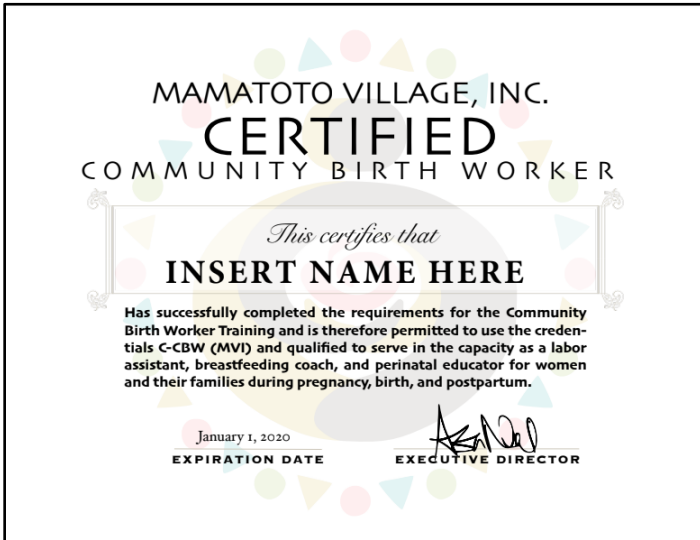 MAMATOTO VILLAGE, INC.
CERTIFIED
COMMUNITY BIRTH WORKER
This certifies that
INSERT NAME HERE
Has successfully completed the requirements for the Community
Birth Worker Training and is therefore permitted to use the creden-
tials C-CBW (MVI) and qualified to serve in the capacity as a labor
assistant, breastfeeding coach, and perinatal educator for women
and their families during pregnancy, birth, and postpartum.
January 1, 2020
EXPIRATION DATE
EXECUTIVE DIRECTOR